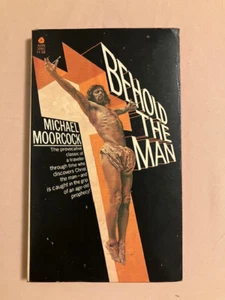 BEHOLD
THE
MAN
MICHAEL
MOORCOCK
The provocative
classic of
a traveler
through time who
discovers Christ
the man—and
is caught in the grip
of an age-old
prophecy!